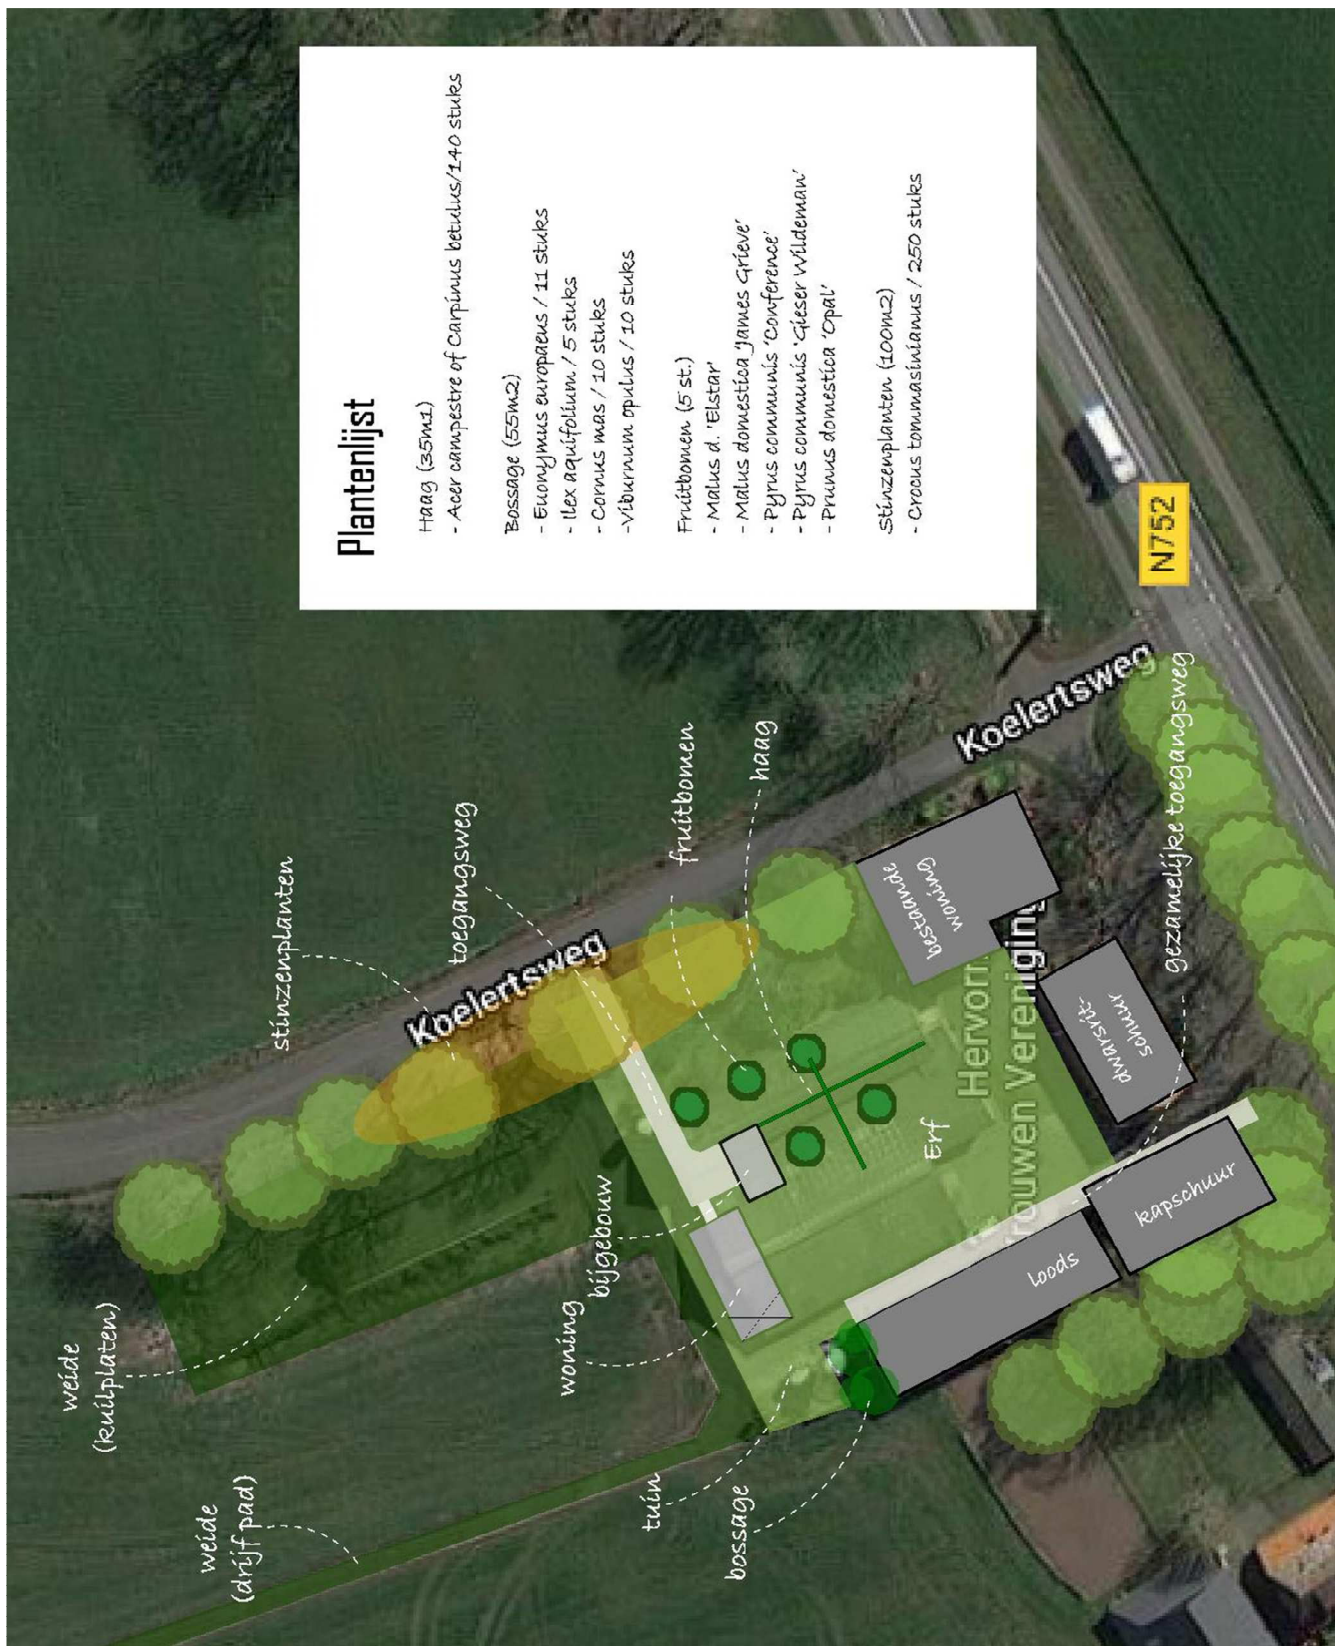 Plantenlijst
Haag (35m1)
- Acer campestre of Carpinus betulus/140 stuks
Bossage (55m2)
- Euonymus europaeus / 11 stuks
- Ilex aquifolium / 5 stuks
- Cornus mas / 10 stuks
-Viburnum opulus / 10 stuks
Fruitbomen (5 st.)
- Malus d. 'Elstar'
- Malus domestica 'James Grieve'
- Pyrus communis 'Conference'
- Pyrus communis 'Gieser Wildeman'
- Prunus domestica 'Opal'
Stinzenplanten (100m2)
- Crocus tommasinianus / 250 stuks
weide
(kuilplaten)
stinzenplanten
weide
(drijf pad)
Koelertsweg
toegangsweg
woning
bijgebouw
fruitbomen
tuin
haag
bossage
bestaande
woning
Erf
Hervorm
rouwen Vereniging
Koelertsweg
dwarsrit-
schuur
loods
kapschuur
gezamelijke toegangsweg
N752